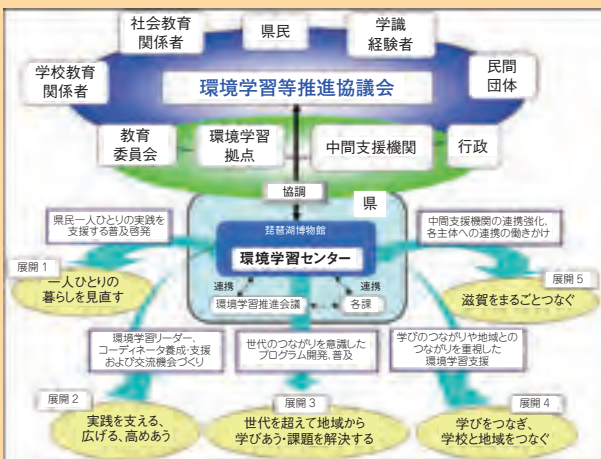 社会教育
関係者
県民
学識
経験者
学校教育
関係者
民間
団体
環境学習等推進協議会
教育
委員会
環境学習
拠点
中間支援機関
行政
協調
県
琵琶湖博物館
環境学習センター
連携
連携
環境学習推進会議
各課
県民一人ひとりの実践を
支援する普及啓発
中間支援機関の連携強化、
各主体への連携の働きかけ
展開1
一人ひとりの
暮らしを見直す
展開5
滋賀をまるごとつなぐ
環境学習リーダー、
コーディネータ養成・支援
および交流機会づくり
世代のつながりを意識した
プログラム開発、普及
学びのつながりや地域との
つながりを重視した
環境学習支援
展開2
実践を支える、
広げる、高めあう
展開3
世代を超えて地域から
学びあう・課題を解決する
展開4
学びをつなぎ、
学校と地域をつなぐ